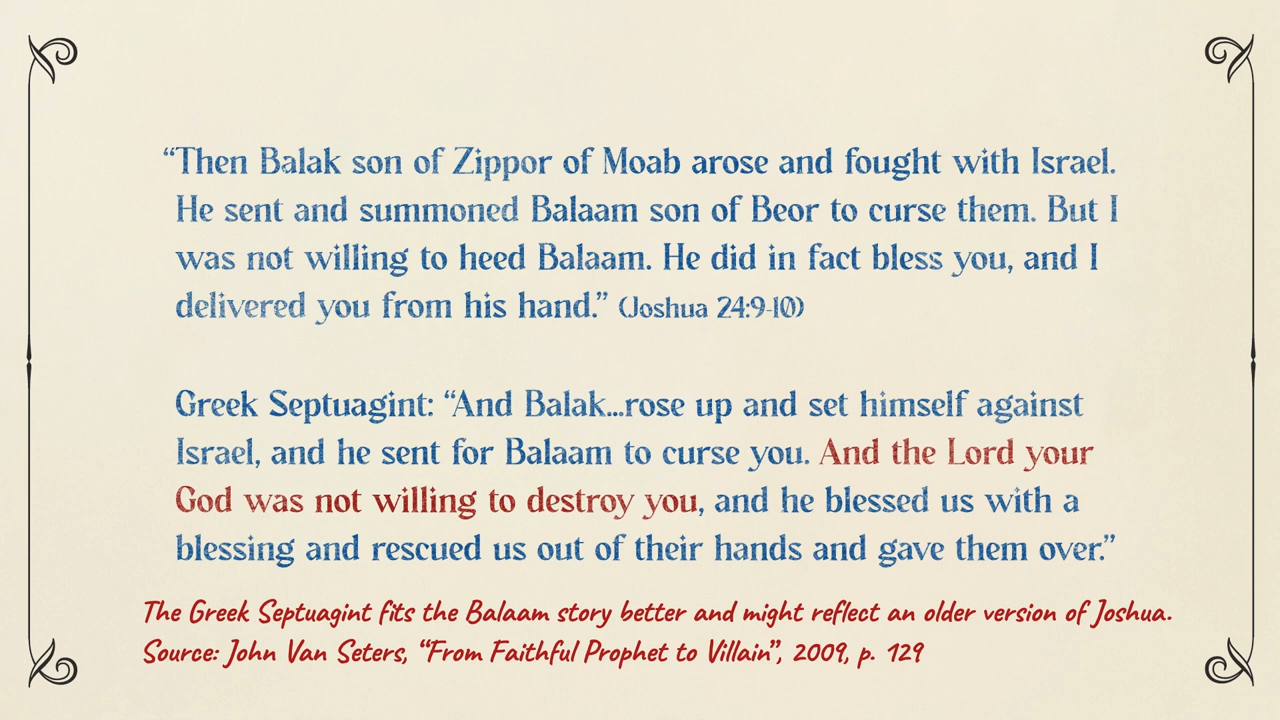 “Then Balak son of Zippor of Moab arose and fought with Israel.
He sent and summoned Balaam son of Beor to curse them. But I
was not willing to heed Balaam. He did in fact bless you, and I
delivered you from his hand.” (Joshua 24:9-10)
Greek Septuagint: “And Balak...rose up and set himself against
Israel, and he sent for Balaam to curse you. And the Lord your
God was not willing to destroy you, and he blessed us with a
blessing and rescued us out of their hands and gave them over.”
The Greek Septuagint fits the Balaam story better and might reflect an older version of Joshua.
Source: John Van Seters, “From Faithful Prophet to Villain”, 2009, p. 129